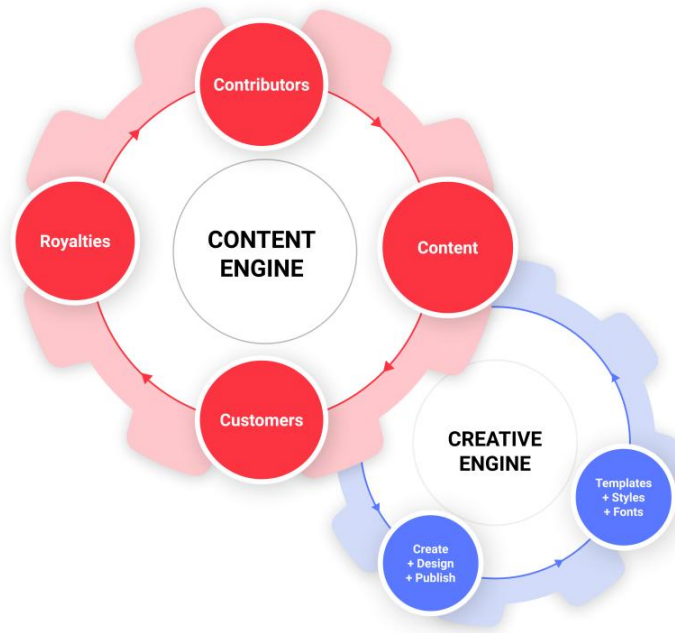 Contributors
Royalties
CONTENT
ENGINE
Content
Customers
CREATIVE
ENGINE
Templates
+ Styles
+ Fonts
Create
+ Design
+ Publish